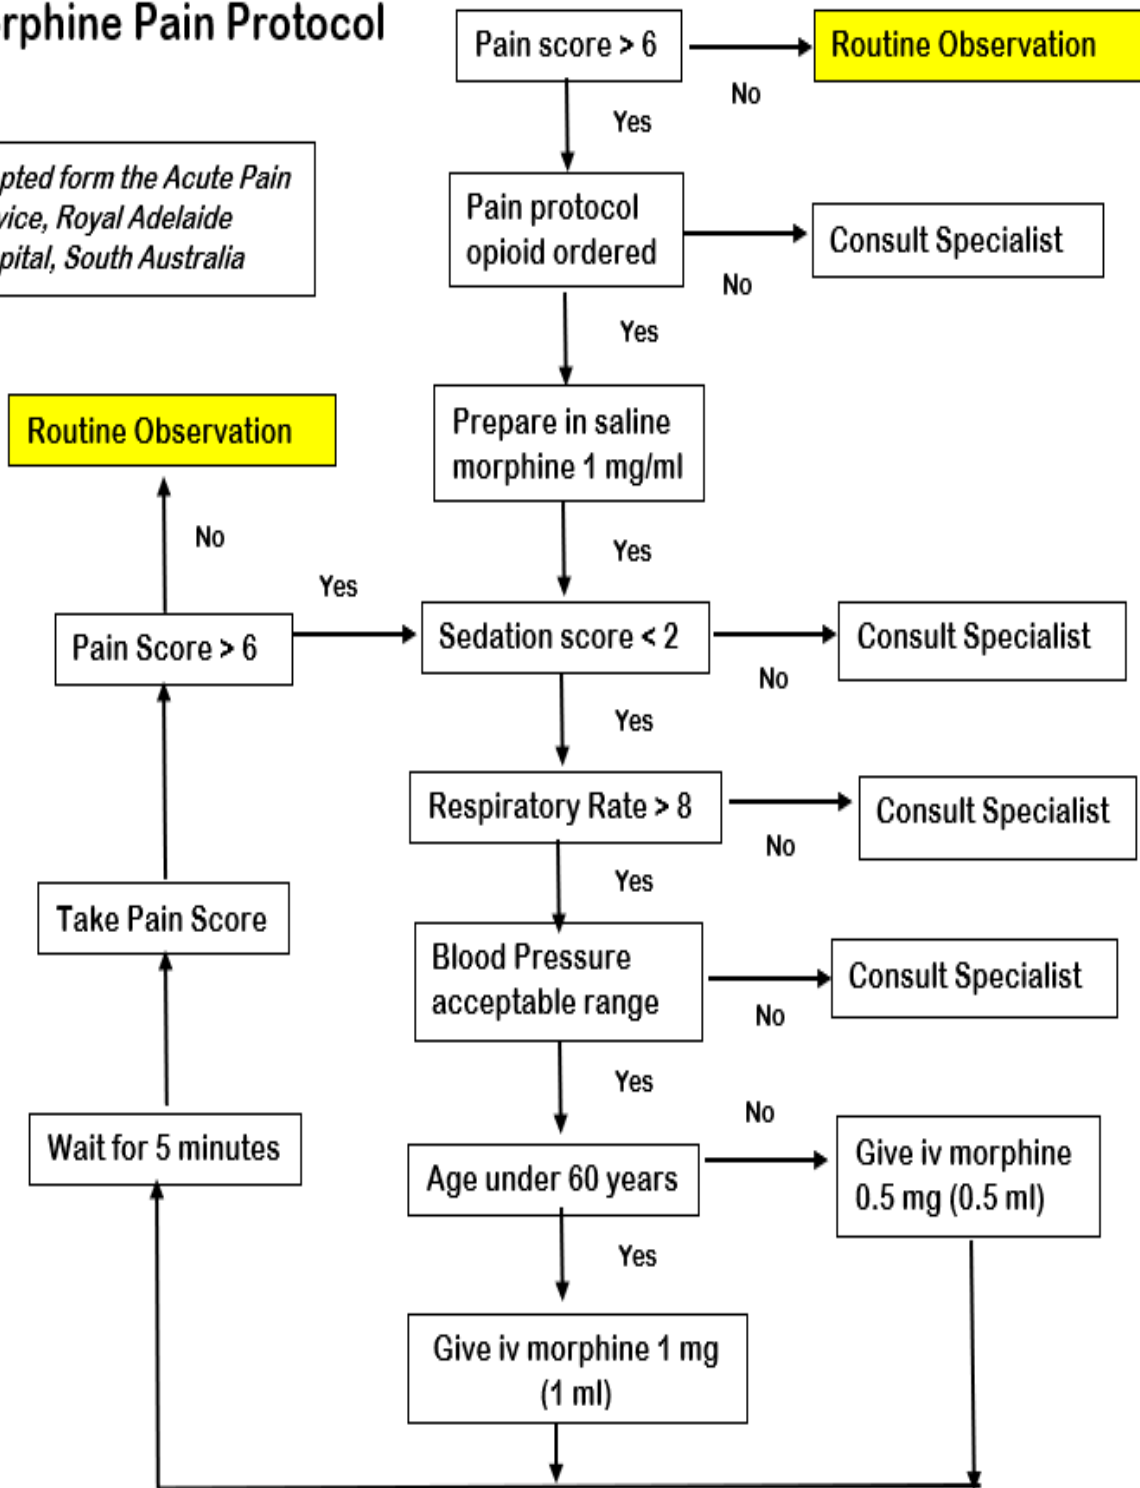 rphine Pain Protocol
pted form the Acute Pain
vice, Royal Adelaide
pital, South Australia
Pain score > 6
Routine Observation
No
Yes
Pain protocol
opioid ordered
Consult Specialist
No
Yes
Prepare in saline
morphine 1 mg/ml
Yes
Routine Observation
No
Yes
Pain Score > 6
Sedation score < 2
Consult Specialist
No
Yes
Respiratory Rate > 8
Consult Specialist
No
Yes
Take Pain Score
Blood Pressure
acceptable range
Consult Specialist
No
Yes
Wait for 5 minutes
Age under 60 years
No
Give iv morphine
0.5 mg (0.5 ml)
Yes
Give iv morphine 1 mg
(1 ml)